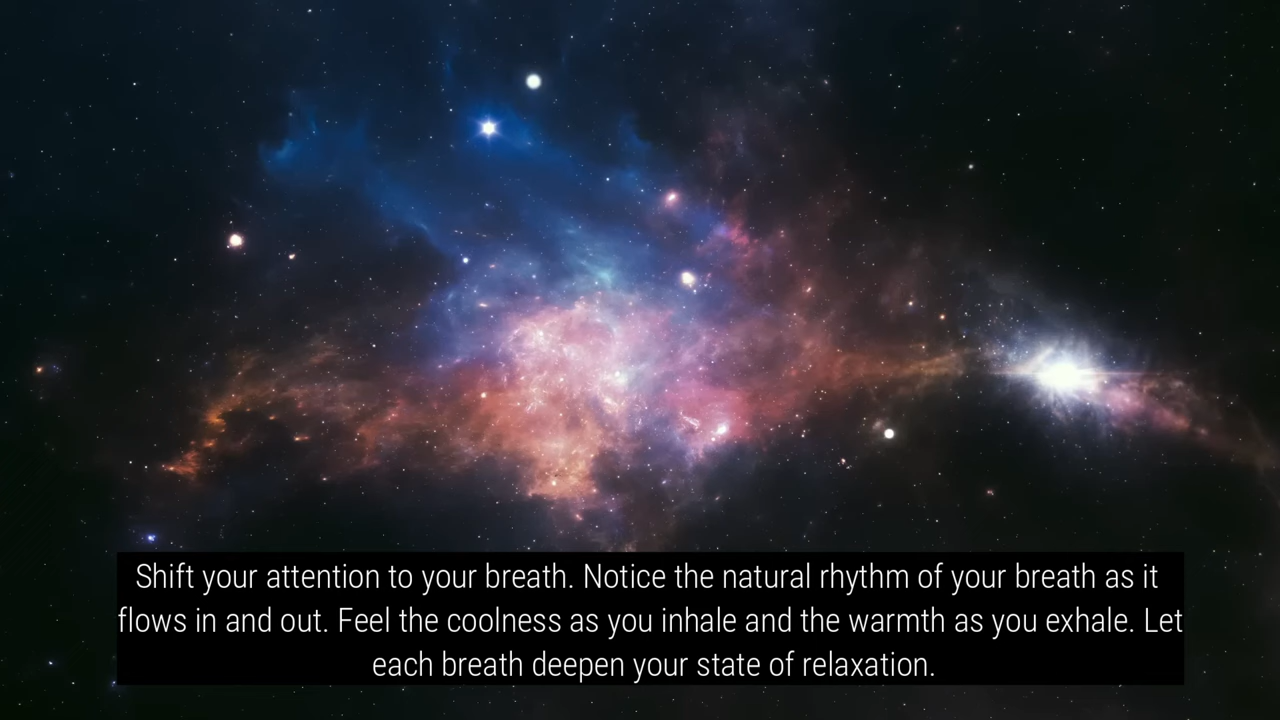 Shift your attention to your breath. Notice the natural rhythm of your breath as it
flows in and out. Feel the coolness as you inhale and the warmth as you exhale. Let
each breath deepen your state of relaxation.